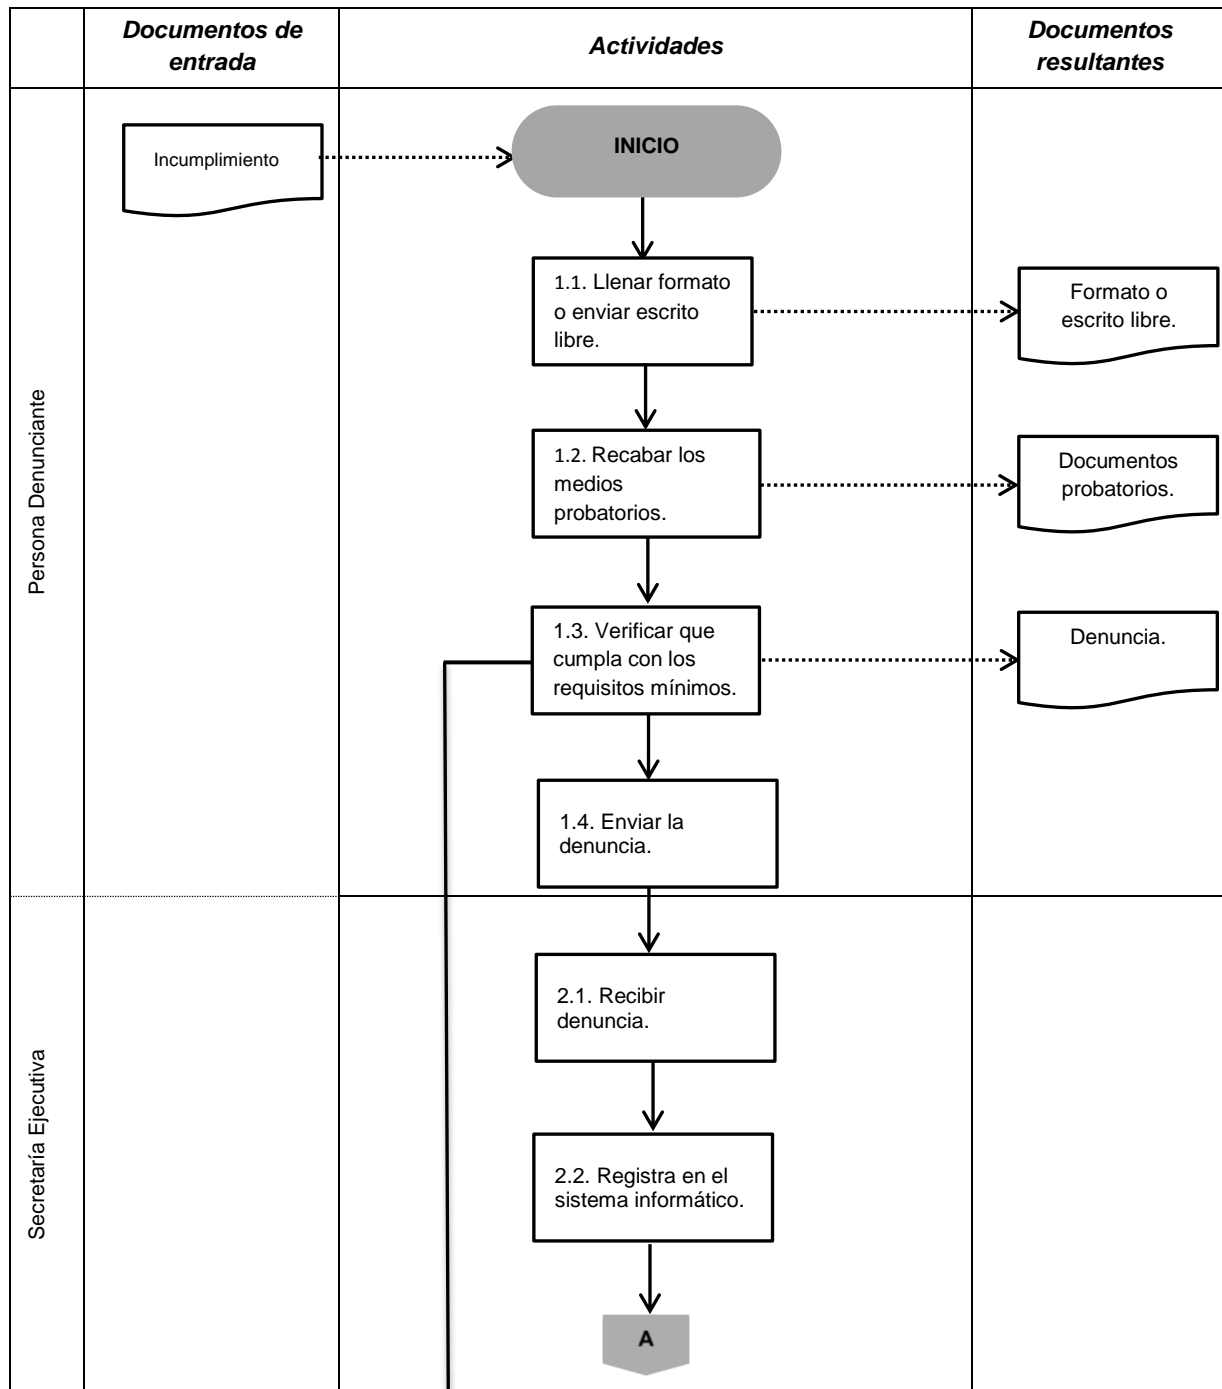 Documentos de
entrada
Actividades
Documentos
resultantes
Persona Denunciante
Incumplimiento
INICIO
1.1. Llenar formato
o enviar escrito
libre.
Formato o
escrito libre.
1.2. Recabar los
medios
probatorios.
Documentos
probatorios.
1.3. Verificar que
cumpla con los
requisitos mínimos.
Denuncia.
1.4. Enviar la
denuncia.
Secretaría Ejecutiva
2.1. Recibir
denuncia.
2.2. Registra en el
sistema informático.
A